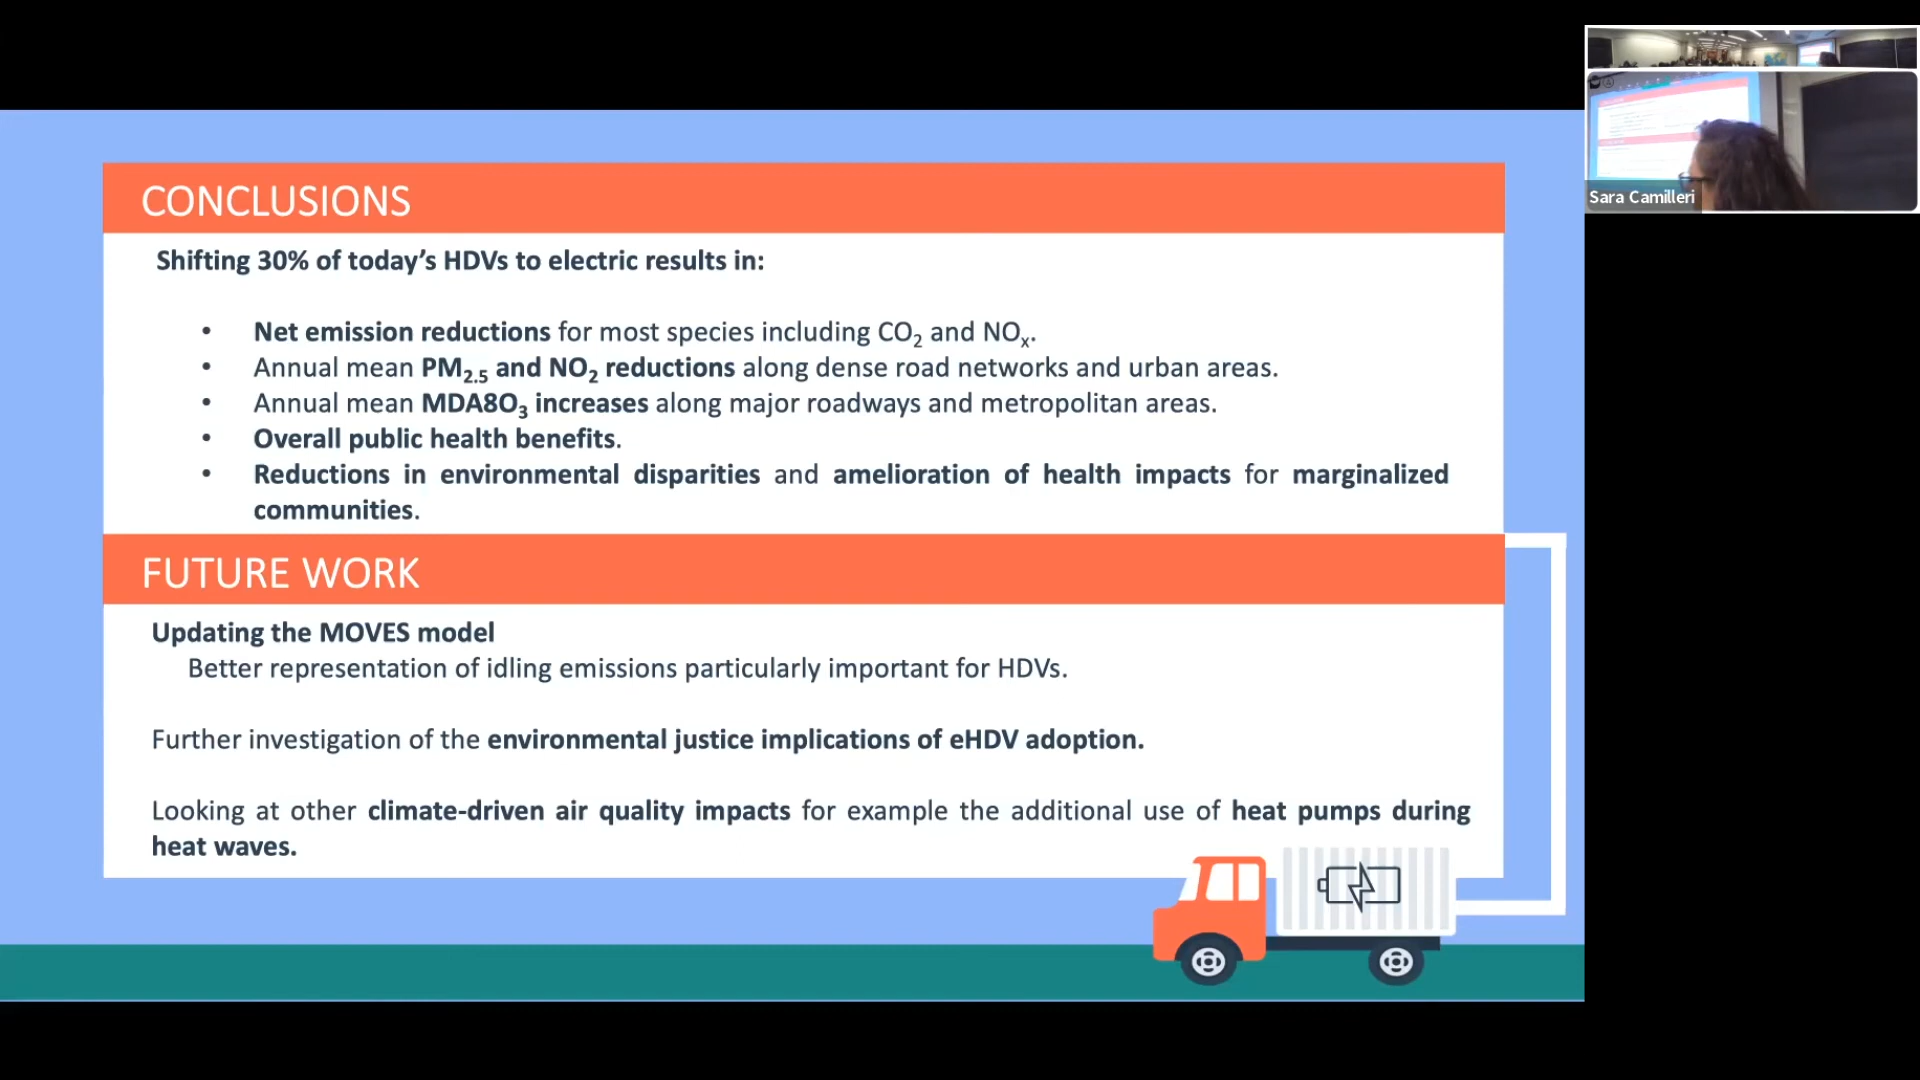 CONCLUSIONS
Shifting 30% of today’s HDVs to electric results in:
• Net emission reductions for most species including CO₂ and NOₓ.
• Annual mean PM₂.₅ and NO₂ reductions along dense road networks and urban areas.
• Annual mean MDA8O₃ increases along major roadways and metropolitan areas.
• Overall public health benefits.
• Reductions in environmental disparities and amelioration of health impacts for marginalized
communities.
FUTURE WORK
Updating the MOVES model
Better representation of idling emissions particularly important for HDVs.
Further investigation of the environmental justice implications of eHDV adoption.
Looking at other climate-driven air quality impacts for example the additional use of heat pumps during
heat waves.
Sara Camilleri